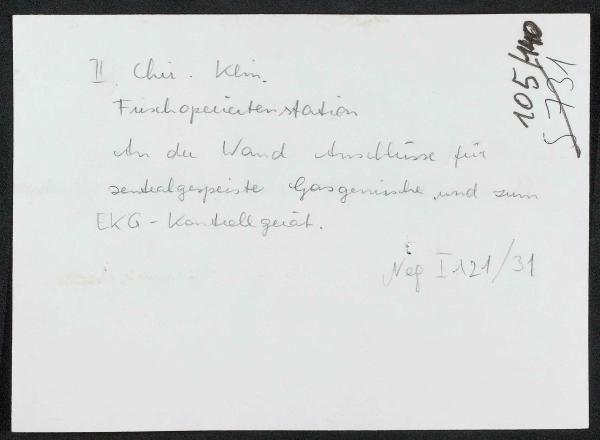 II Chir. Klin.
Frischoperiertenstation
An der Wand Anschlüsse für
zentralgespeiste Gasgemische und zum
EKG-Kontrollgerät.
Neg I 121/31
105/140
5731